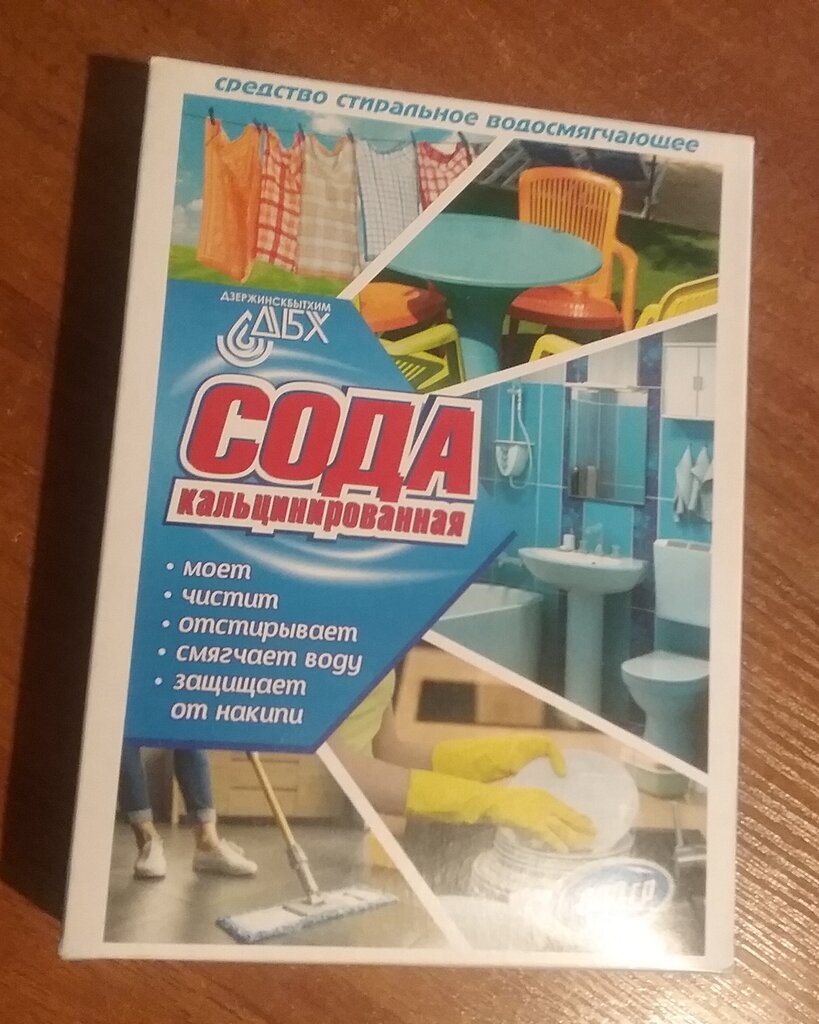 средство стиральное водосмягчающее
ДЗЕРЖИНСКБЫТХИМ
ДБХ
СОДА
кальцинированная
• моет
• чистит
• отстирывает
• смягчает воду
• защищает
от накипи